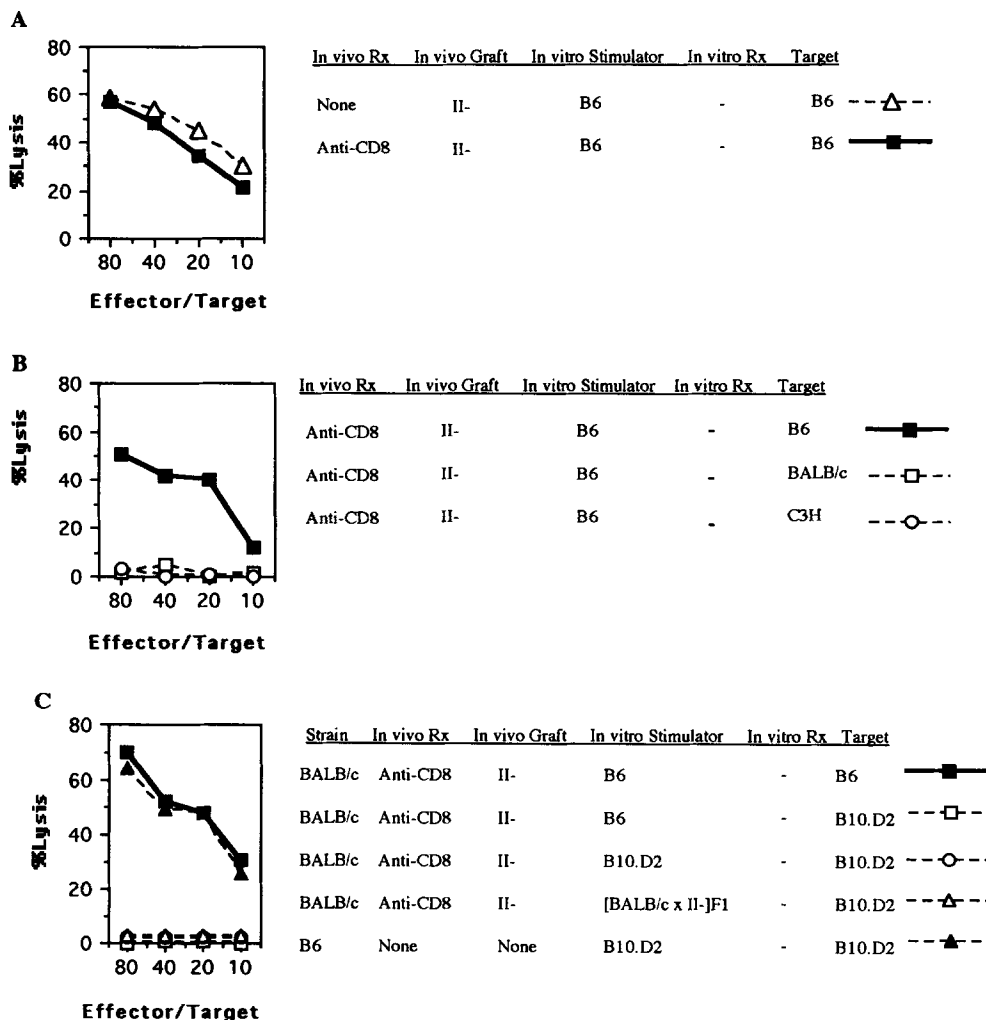 A
80
60
40
20
0
%Lysis
80 40 20 10
Effector/Target
In vivo Rx In vivo Graft In vitro Stimulator In vitro Rx Target
None II- B6 - B6
Anti-CD8 II- B6 - B6
B
80
60
40
20
0
%Lysis
80 40 20 10
Effector/Target
In vivo Rx In vivo Graft In vitro Stimulator In vitro Rx Target
Anti-CD8 II- B6 - B6
Anti-CD8 II- B6 - BALB/c
Anti-CD8 II- B6 - C3H
C
80
60
40
20
0
%Lysis
80 40 20 10
Effector/Target
Strain In vivo Rx In vivo Graft In vitro Stimulator In vitro Rx Target
BALB/c Anti-CD8 II- B6 - B6
BALB/c Anti-CD8 II- B6 - B10.D2
BALB/c Anti-CD8 II- B10.D2 - B10.D2
BALB/c Anti-CD8 II- [BALB/c x II-]F1 - B10.D2
B6 None None B10.D2 - B10.D2